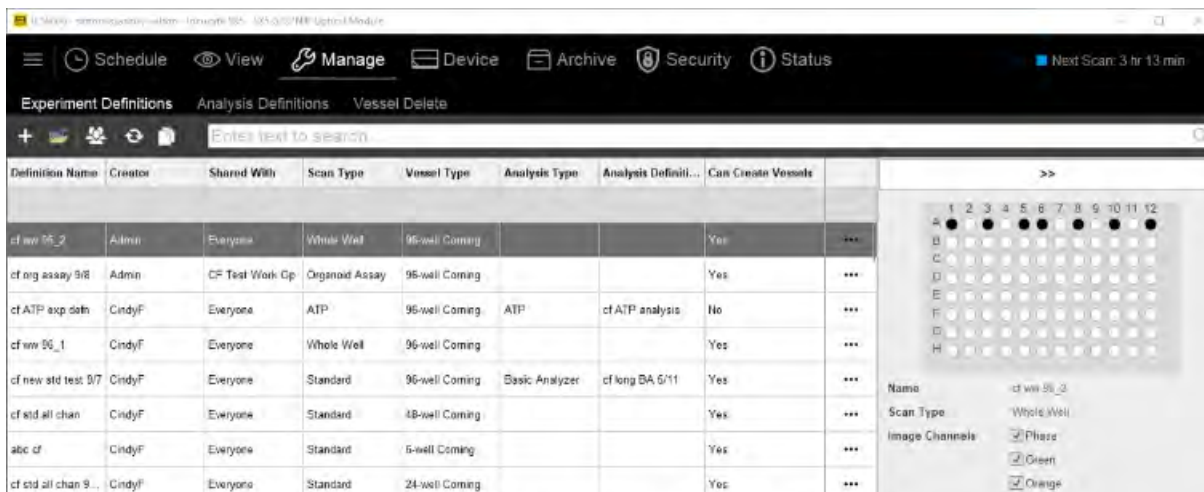 Schedule View Manage Device Archive Security Status Next Scan: 3 hr 13 min
Experiment Definitions Analysis Definitions Vessel Delete
Enter text to search...
Definition Name Creator Shared With Scan Type Vessel Type Analysis Type Analysis Definiti... Can Create Vessels >>
1 2 3 4 5 6 7 8 9 10 11 12
A
B
C
D
E
F
G
H
cf ww 96_2 Admin Everyone Whole Well 96-well Corning Yes •••
cf org assay 9/8 Admin CF Test Work Gp Organoid Assay 96-well Corning Yes •••
cf ATP exp defn CindyF Everyone ATP 96-well Corning ATP cf ATP analysis No •••
cf ww 96_1 CindyF Everyone Whole Well 96-well Corning Yes •••
cf new std test 9/7 CindyF Everyone Standard 96-well Corning Basic Analyzer cf long BA 5/11 Yes •••
cf std all chan CindyF Everyone Standard 48-well Corning Yes •••
abc cf CindyF Everyone Standard 6-well Corning Yes •••
cf std all chan 9... CindyF Everyone Standard 24-well Corning Yes •••
Name cf ww 96_2
Scan Type Whole Well
Image Channels Phase
Green
Orange